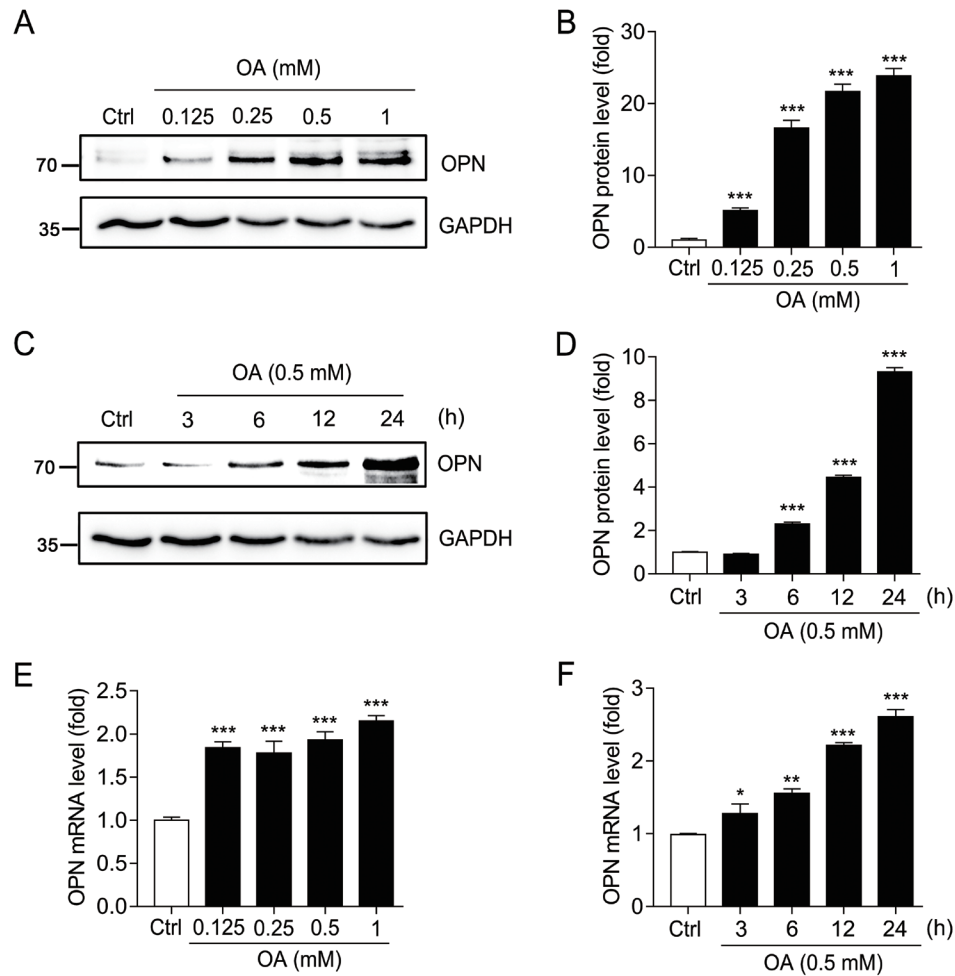 A
OA (mM)
Ctrl 0.125 0.25 0.5 1
70 OPN
35 GAPDH
B
OPN protein level (fold)
30
20
10
0
*** *** *** ***
Ctrl 0.125 0.25 0.5 1
OA (mM)
C
OA (0.5 mM)
Ctrl 3 6 12 24 (h)
70 OPN
35 GAPDH
D
OPN protein level (fold)
10
8
6
4
2
0
*** *** ***
Ctrl 3 6 12 24 (h)
OA (0.5 mM)
E
OPN mRNA level (fold)
2.5
2.0
1.5
1.0
0.5
0.0
*** *** *** ***
Ctrl 0.125 0.25 0.5 1
OA (mM)
F
OPN mRNA level (fold)
3
2
1
0
* ** *** ***
Ctrl 3 6 12 24 (h)
OA (0.5 mM)